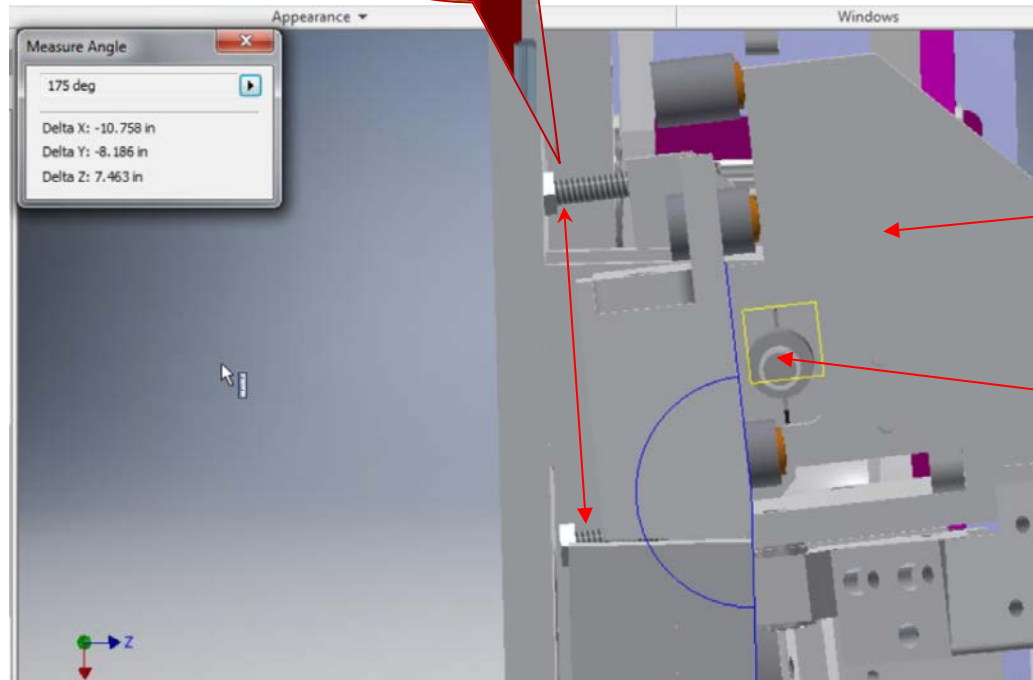 Appearance
Windows
Measure Angle
175 deg
Delta X: -10.758 in
Delta Y: -8.186 in
Delta Z: 7.463 in
Z